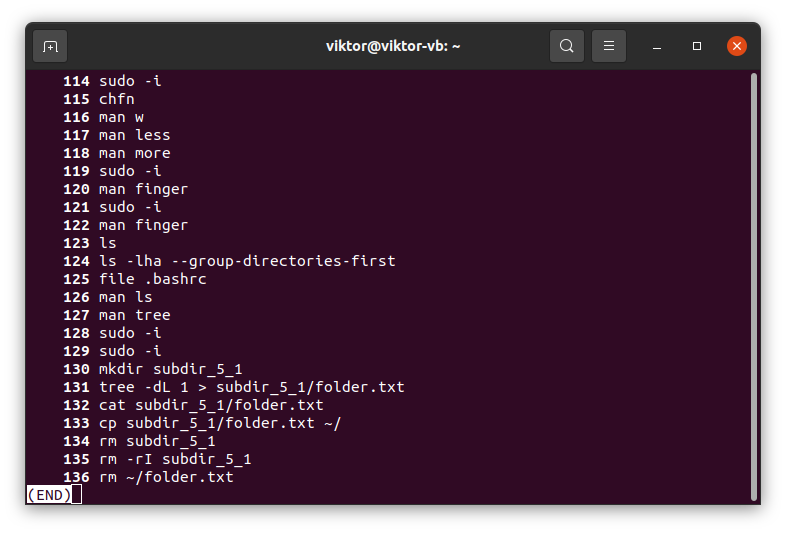 viktor@viktor-vb: ~
114 sudo -i
115 chfn
116 man w
117 man less
118 man more
119 sudo -i
120 man finger
121 sudo -i
122 man finger
123 ls
124 ls -lha --group-directories-first
125 file .bashrc
126 man ls
127 man tree
128 sudo -i
129 sudo -i
130 mkdir subdir_5_1
131 tree -dL 1 > subdir_5_1/folder.txt
132 cat subdir_5_1/folder.txt
133 cp subdir_5_1/folder.txt ~/
134 rm subdir_5_1
135 rm -rI subdir_5_1
136 rm ~/folder.txt
(END)